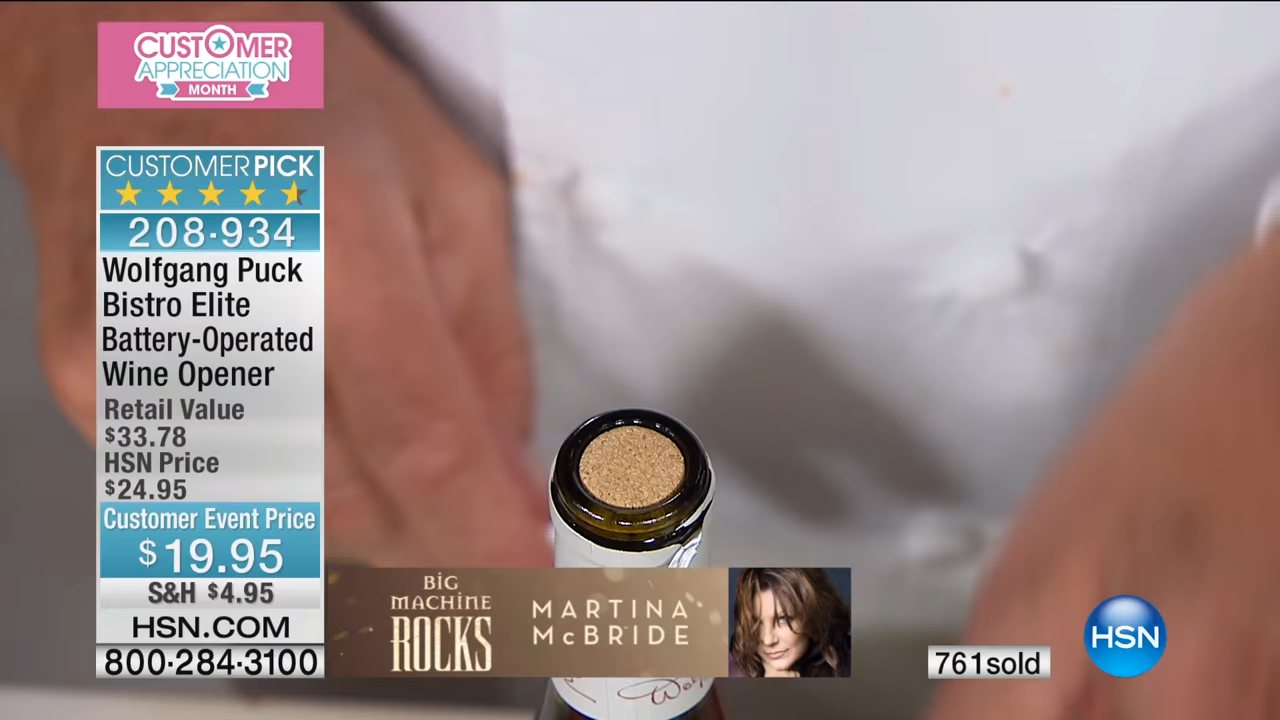 CUSTOMER
APPRECIATION
MONTH
CUSTOMER PICK
208-934
Wolfgang Puck
Bistro Elite
Battery-Operated
Wine Opener
Retail Value
$33.78
HSN Price
$24.95
Customer Event Price
$19.95
S&H $4.95
HSN.COM
800·284·3100
BIG
MACHINE
ROCKS
MARTINA
McBRIDE
761sold
HSN